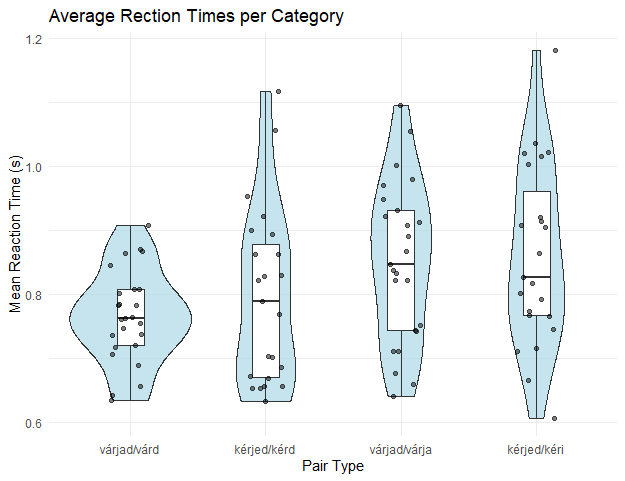 Average Rection Times per Category
Mean Reaction Time (s)
1.2
1.0
0.8
0.6
várjad/várd
kérjed/kérd
várjad/várja
kérjed/kéri
Pair Type